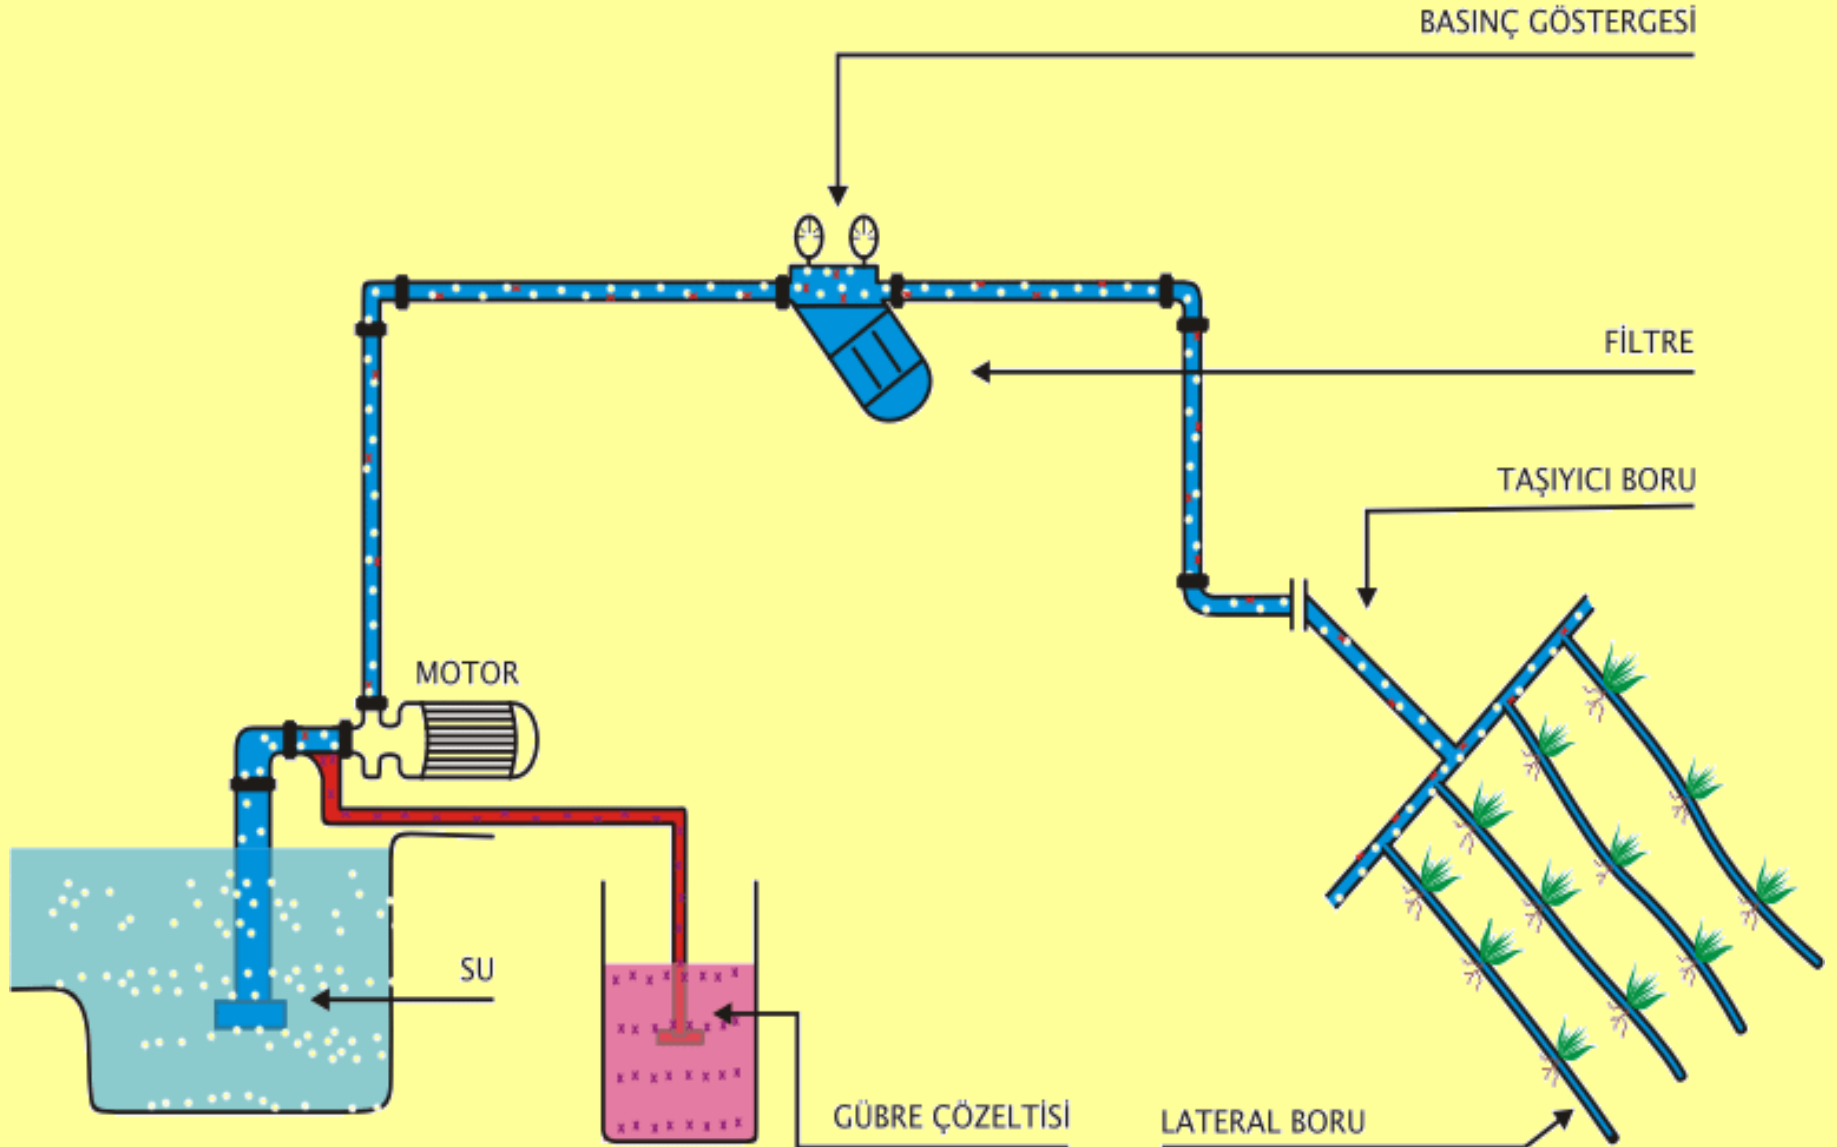 BASINÇ GÖSTERGESİ
FİLTRE
TAŞIYICI BORU
MOTOR
SU
GÜBRE ÇÖZELTİSİ
LATERAL BORU